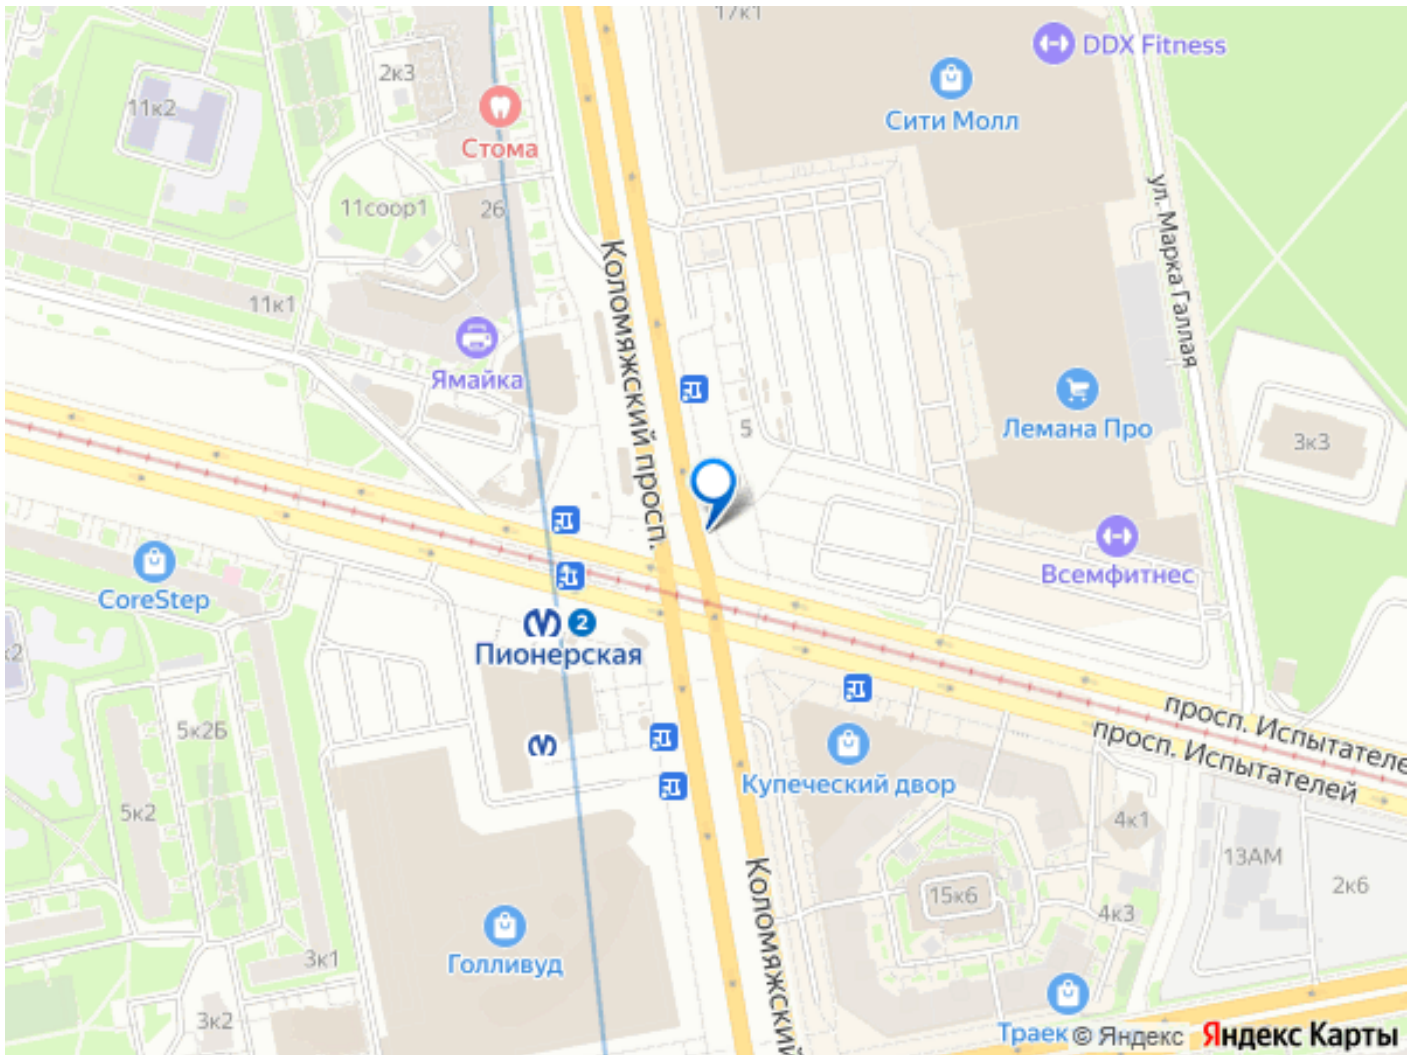 17к1
DDX Fitness
2к3
11к2
Сити Молл
Стома
11соор1
26
ул. Марка Галлая
Коломяжский просп.
11к1
Ямайка
5
Лемана Про
3к3
Всемфитнес
CoreStep
2
Пионерская
к2
просп. Испытателе
5к2Б
просп. Испытателей
Купеческий двор
5к2
4к1
13АМ
Коломяжский
15к6
2к6
4к3
3к1
Голливуд
3к2
Траек
© Яндекс Яндекс Карты